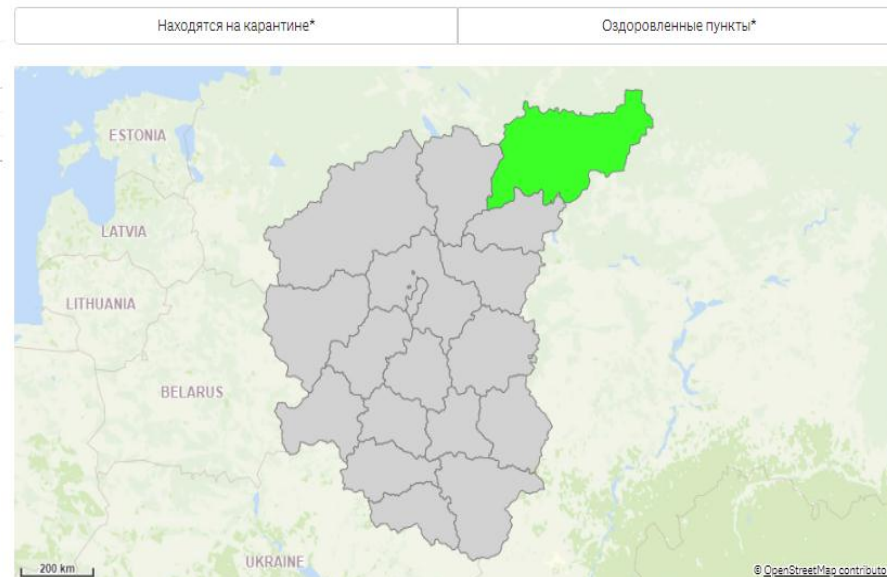 Находятся на карантине*
Оздоровленные пункты*
ESTONIA
LATVIA
LITHUANIA
BELARUS
UKRAINE
200 km
© OpenStreetMap contributo